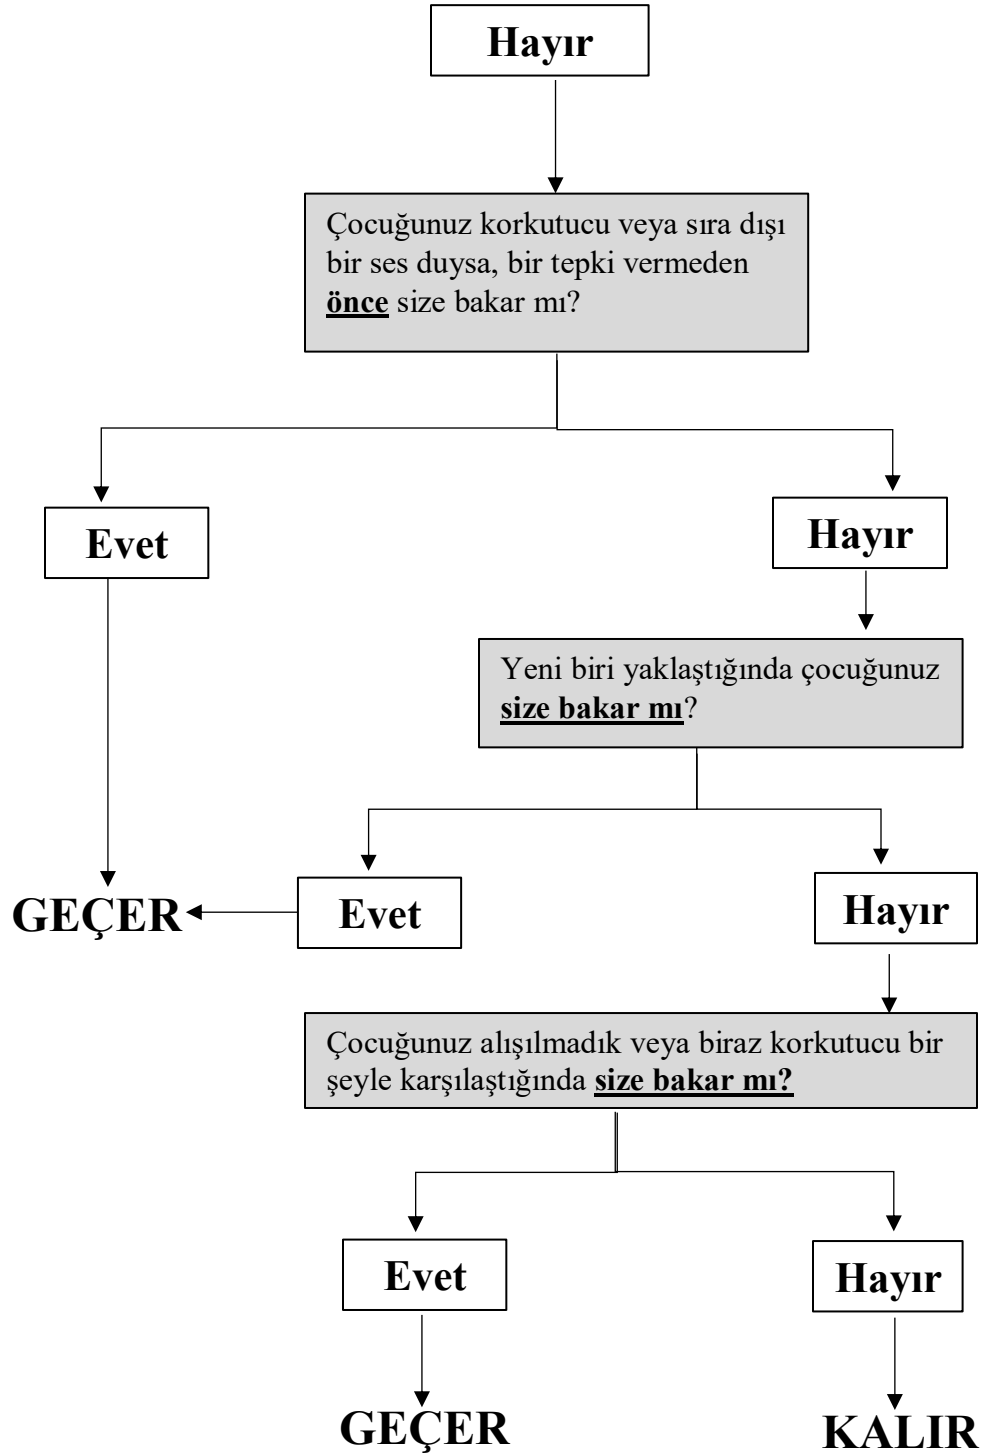 Hayır
Çocuğunuz korkutucu veya sıra dışı
bir ses duysa, bir tepki vermeden
önce size bakar mı?
Evet
Hayır
Yeni biri yaklaştığında çocuğunuz
size bakar mı?
GEÇER
Evet
Hayır
Çocuğunuz alışılmadık veya biraz korkutucu bir
şeyle karşılaştığında size bakar mı?
Evet
Hayır
GEÇER
KALIR